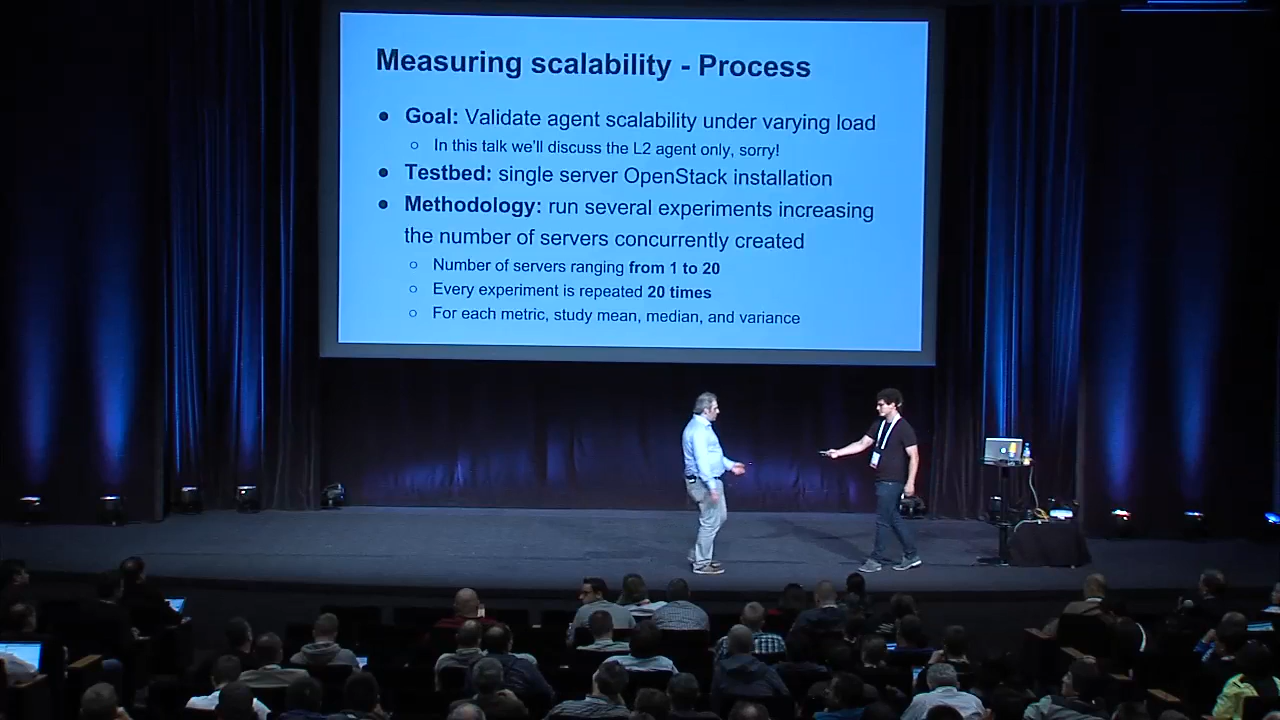 Measuring scalability - Process
● Goal: Validate agent scalability under varying load
○ In this talk we'll discuss the L2 agent only, sorry!
● Testbed: single server OpenStack installation
● Methodology: run several experiments increasing
the number of servers concurrently created
○ Number of servers ranging from 1 to 20
○ Every experiment is repeated 20 times
○ For each metric, study mean, median, and variance